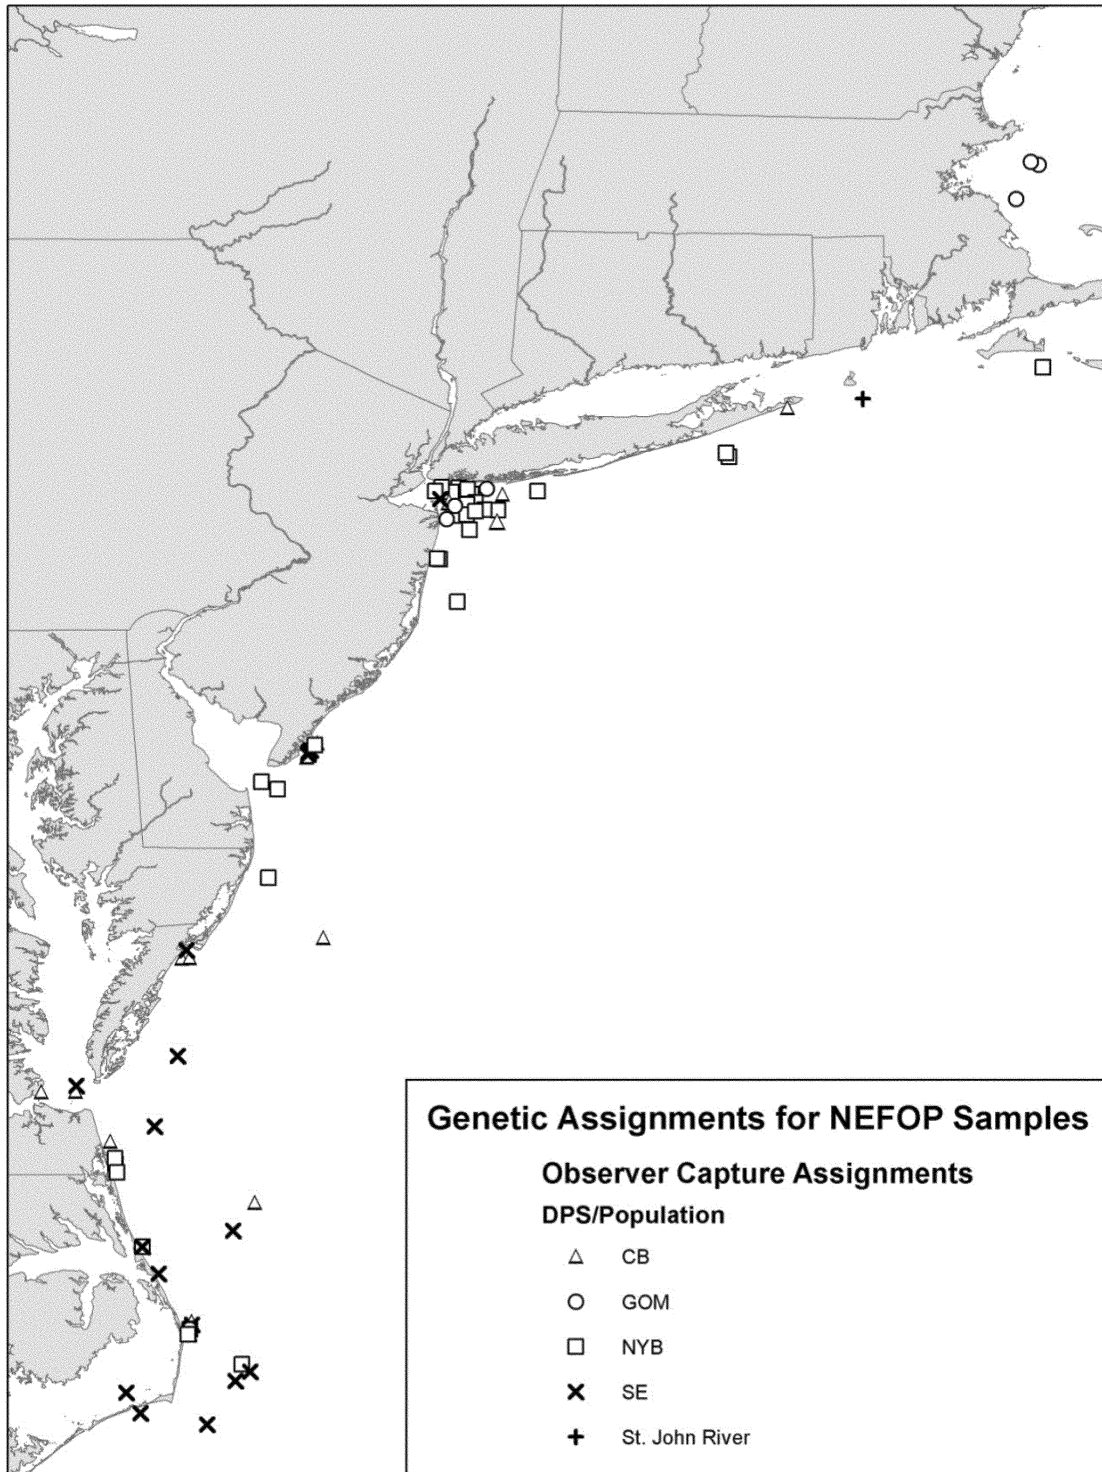 Genetic Assignments for NEFOP Samples
Observer Capture Assignments
DPS/Population
CB
GOM
NYB
SE
St. John River